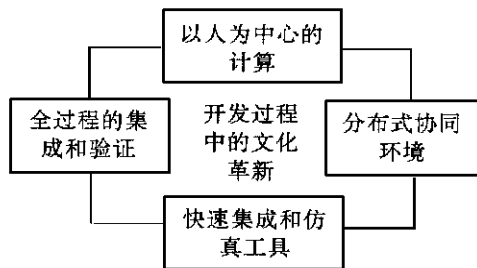 以人为中心的
计算
全过程的集
成和验证
开发过程
中的文化
革新
分布式协同
环境
快速集成和仿
真工具